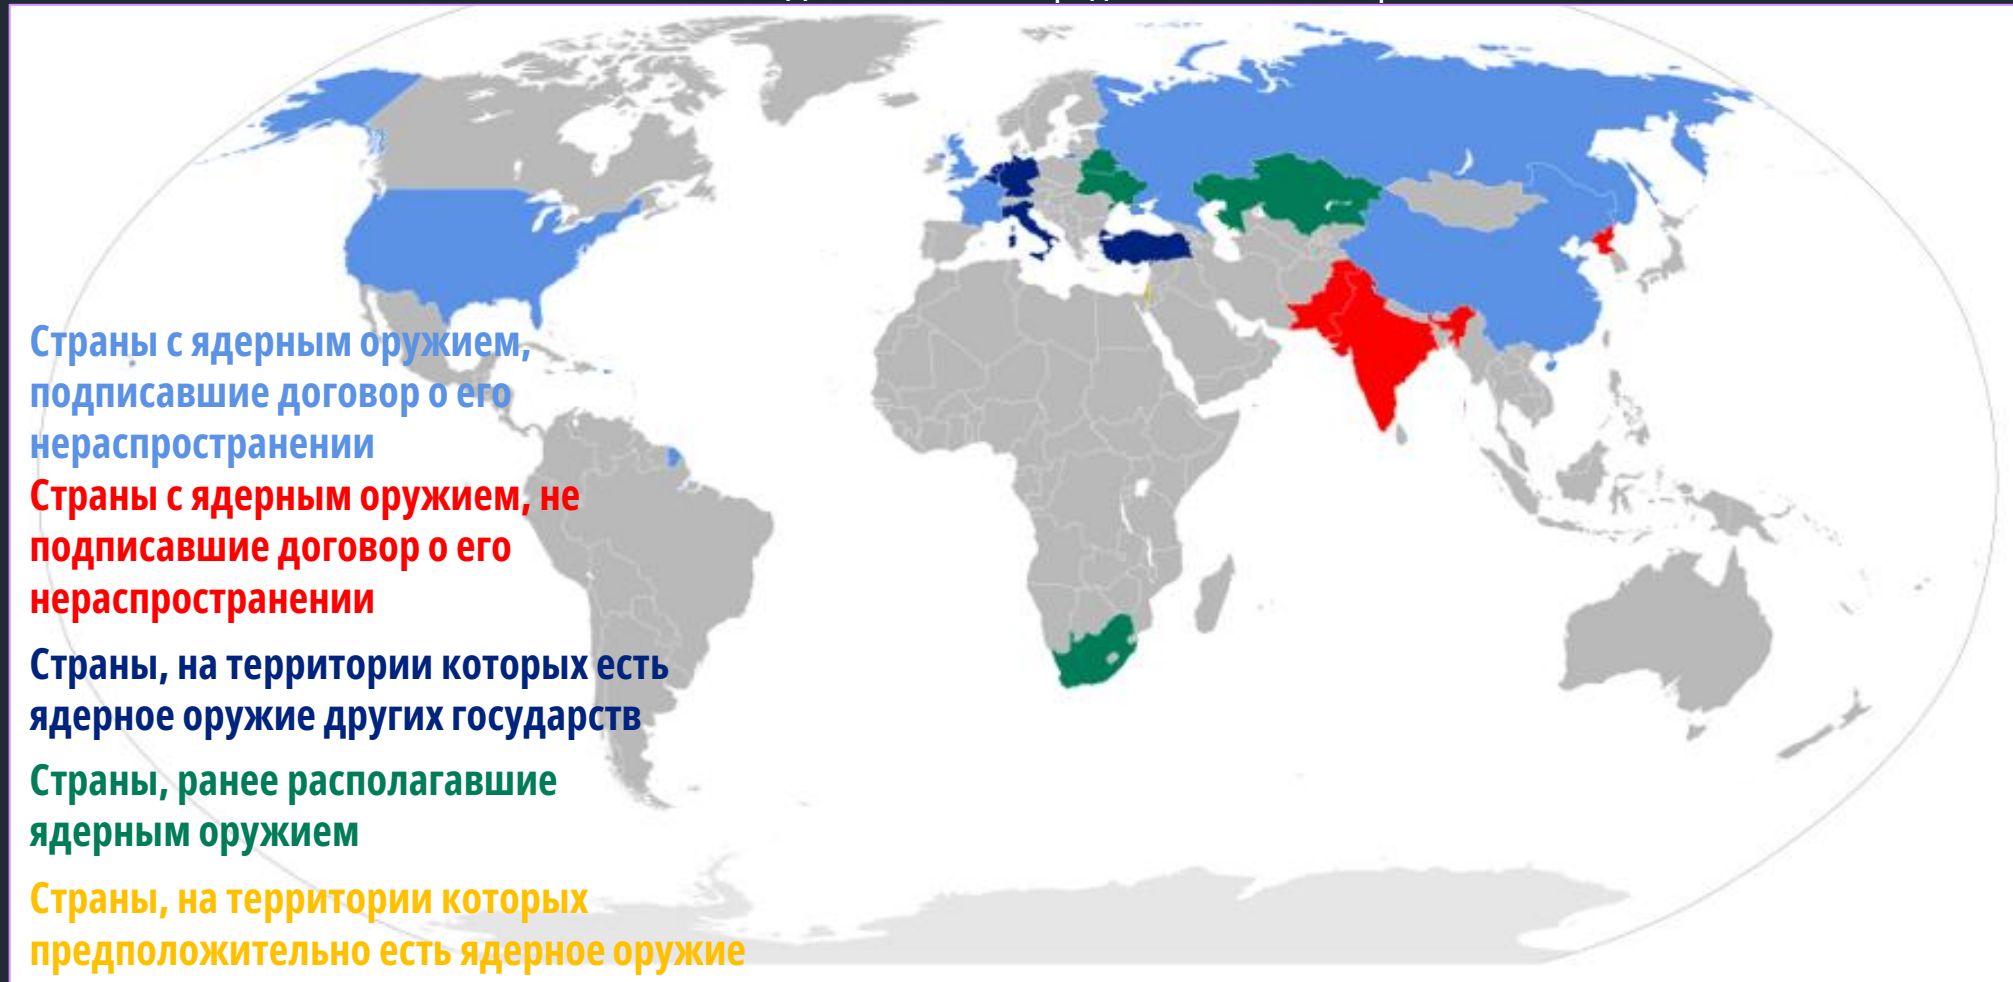 Страны с ядерным оружием,
подписавшие договор о его
нераспространении
Страны с ядерным оружием, не
подписавшие договор о его
нераспространении
Страны, на территории которых есть
ядерное оружие других государств
Страны, ранее располагавшие
ядерным оружием
Страны, на территории которых
предположительно есть ядерное оружие